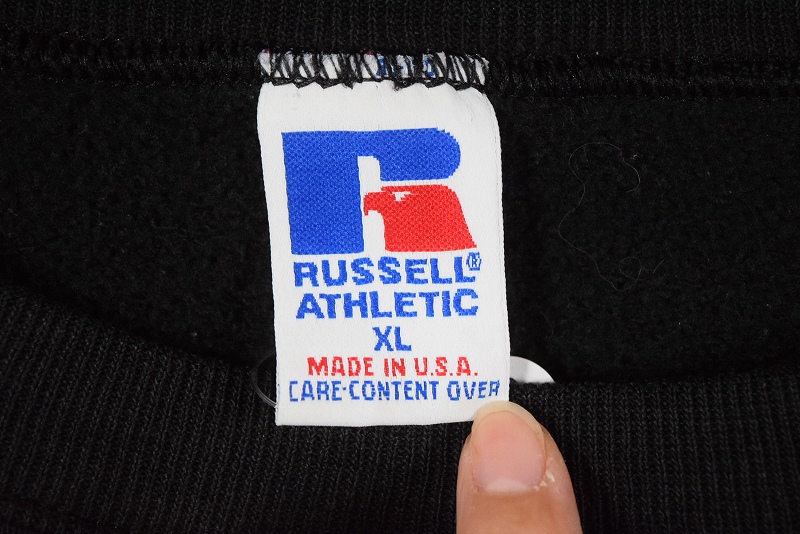 RUSSELL®
ATHLETIC
XL
MADE IN U.S.A.
CARE-CONTENT OVER